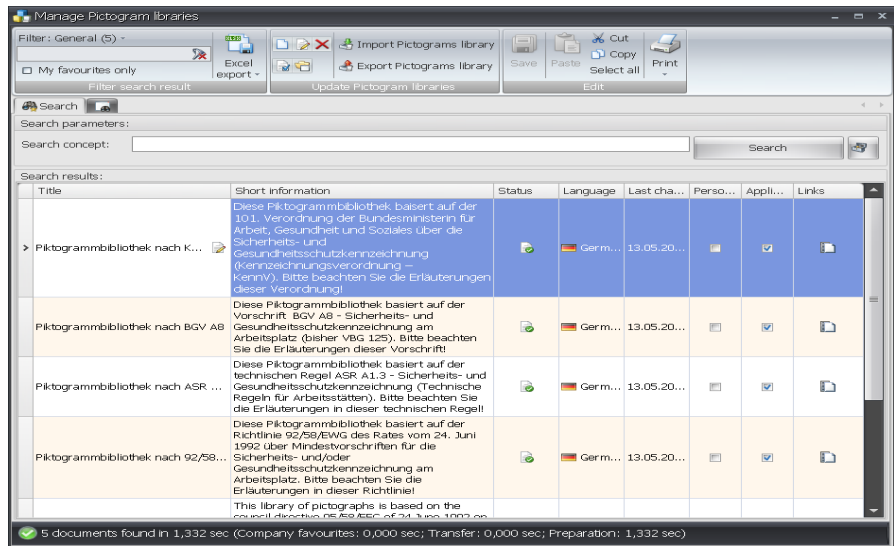 Manage Pictogram libraries
Filter: General (5) -
My favourites only
Filter search result
Excel
export -
Import Pictograms library
Export Pictograms library
Update Pictogram libraries
Save
Paste
Cut
Copy
Select all
Print
Edit
Search
Search parameters:
Search concept:
Search
Search results:
Title Short information Status Language Last cha... Perso... Appli... Links
Piktogrammbibliothek nach K...
Diese Piktogrammbibliothek baisert auf der
101. Verordnung der Bundesministerin für
Arbeit, Gesundheit und Soziales über die
Sicherheits- und
Gesundheitsschutzkennzeichnung
(Kennzeichnungsverordnung –
KennV). Bitte beachten Sie die Erläuterungen
dieser Verordnung!
Germ... 13.05.20...
Piktogrammbibliothek nach BGV A8
Diese Piktogrammbibliothek basiert auf der
Vorschrift BGV A8 - Sicherheits- und
Gesundheitsschutzkennzeichnung am
Arbeitsplatz (bisher VBG 125). Bitte beachten
Sie die Erläuterungen dieser Vorschrift!
Germ... 13.05.20...
Piktogrammbibliothek nach ASR ...
Diese Piktogrammbibliothek basiert auf der
technischen Regel ASR A1.3 - Sicherheits- und
Gesundheitsschutzkennzeichnung (Technische
Regeln für Arbeitsstätten). Bitte beachten Sie
die Erläuterungen in dieser technischen Regel!
Germ... 13.05.20...
Piktogrammbibliothek nach 92/58...
Diese Piktogrammbibliothek basiert auf der
Richtlinie 92/58/EWG des Rates vom 24. Juni
1992 über Mindestvorschriften für die
Sicherheits- und/oder
Gesundheitsschutzkennzeichnung am
Arbeitsplatz. Bitte beachten Sie die
Erläuterungen in dieser Richtlinie!
Germ... 13.05.20...
This library of pictographs is based on the
5 documents found in 1,332 sec (Company favourites: 0,000 sec; Transfer: 0,000 sec; Preparation: 1,332 sec)